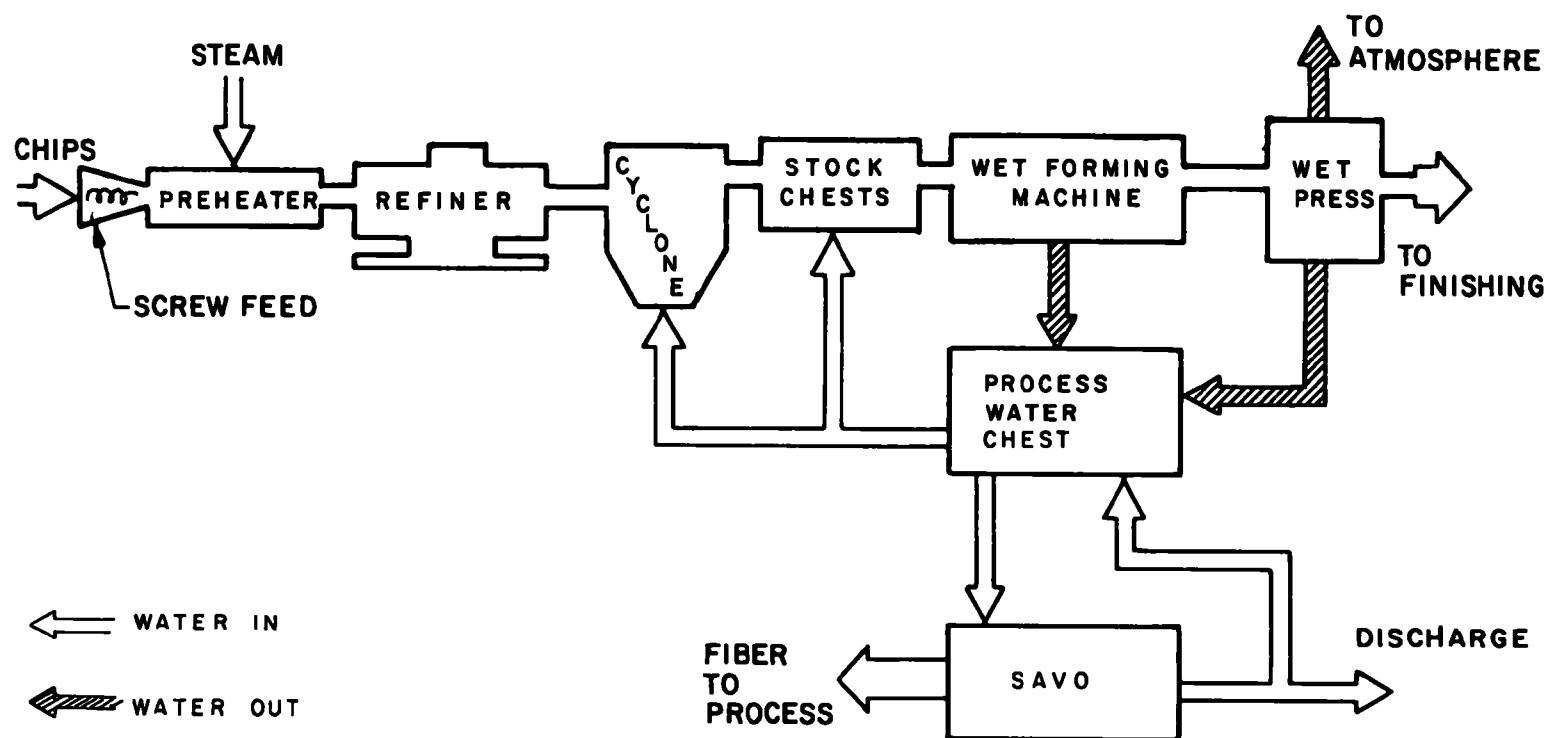 TO
ATMOSPHERE
STEAM
CHIPS
PREHEATER
REFINER
CYCLONE
STOCK
CHESTS
WET FORMING
MACHINE
WET
PRESS
TO
FINISHING
SCREW FEED
PROCESS
WATER
CHEST
WATER IN
WATER OUT
FIBER
TO
PROCESS
SAVO
DISCHARGE